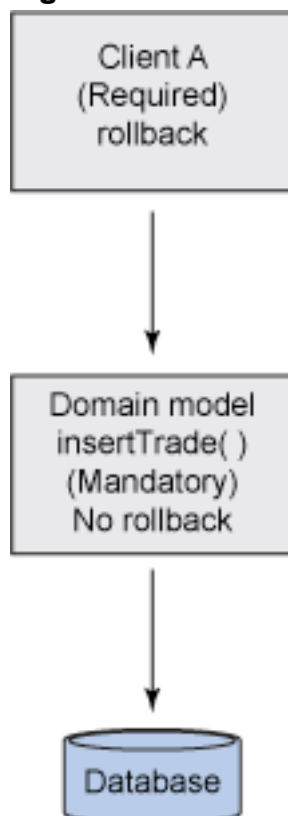 Client A
(Required)
rollback
Domain model
insertTrade( )
(Mandatory)
No rollback
Database